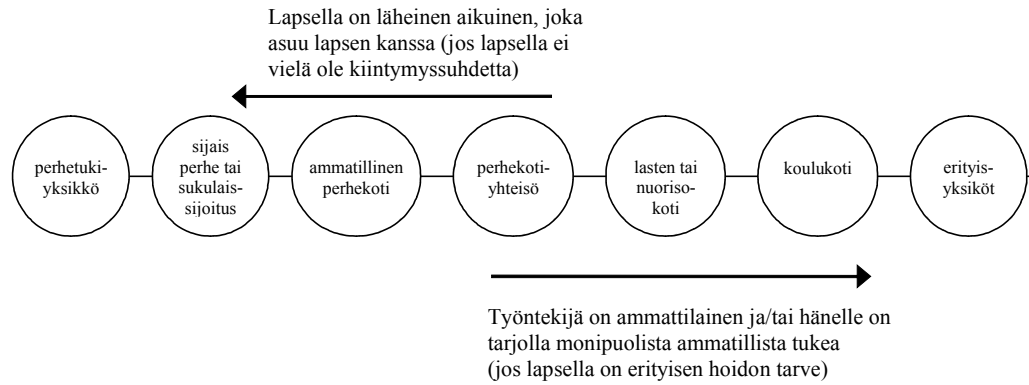 Lapsella on läheinen aikuinen, joka
asuu lapsen kanssa (jos lapsella ei
vielä ole kiintymyssuhdetta)
perhetuki-
yksikkö
sijais
perhe tai
sukulais-
sijoitus
ammatillinen
perhekoti
perhekoti-
yhteisö
lasten tai
nuoriso-
koti
koulukoti
erityis-
yksiköt
Työntekijä on ammattilainen ja/tai hänelle on
tarjolla monipuolista ammatillista tukea
(jos lapsella on erityisen hoidon tarve)